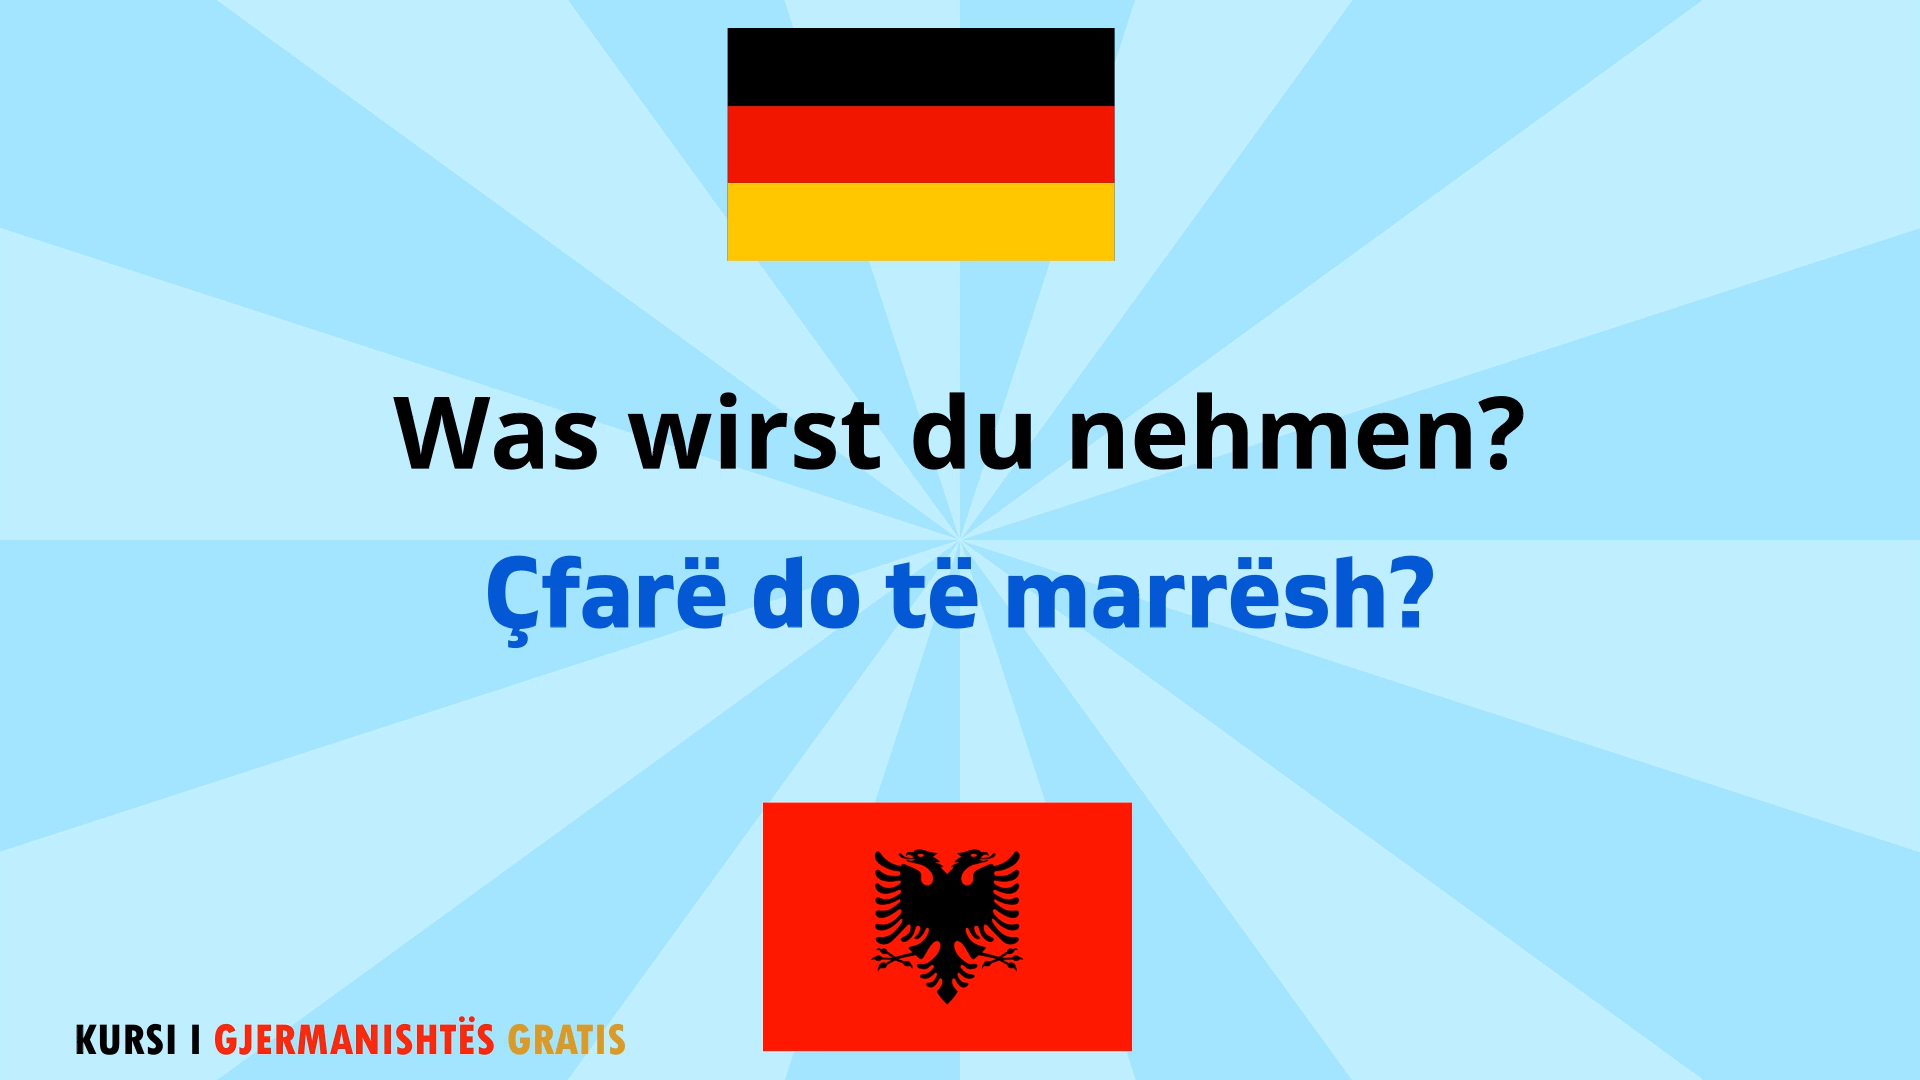 Was wirst du nehmen?
Çfarë do të marrësh?
KURSI I GJERMANISHTËS GRATIS